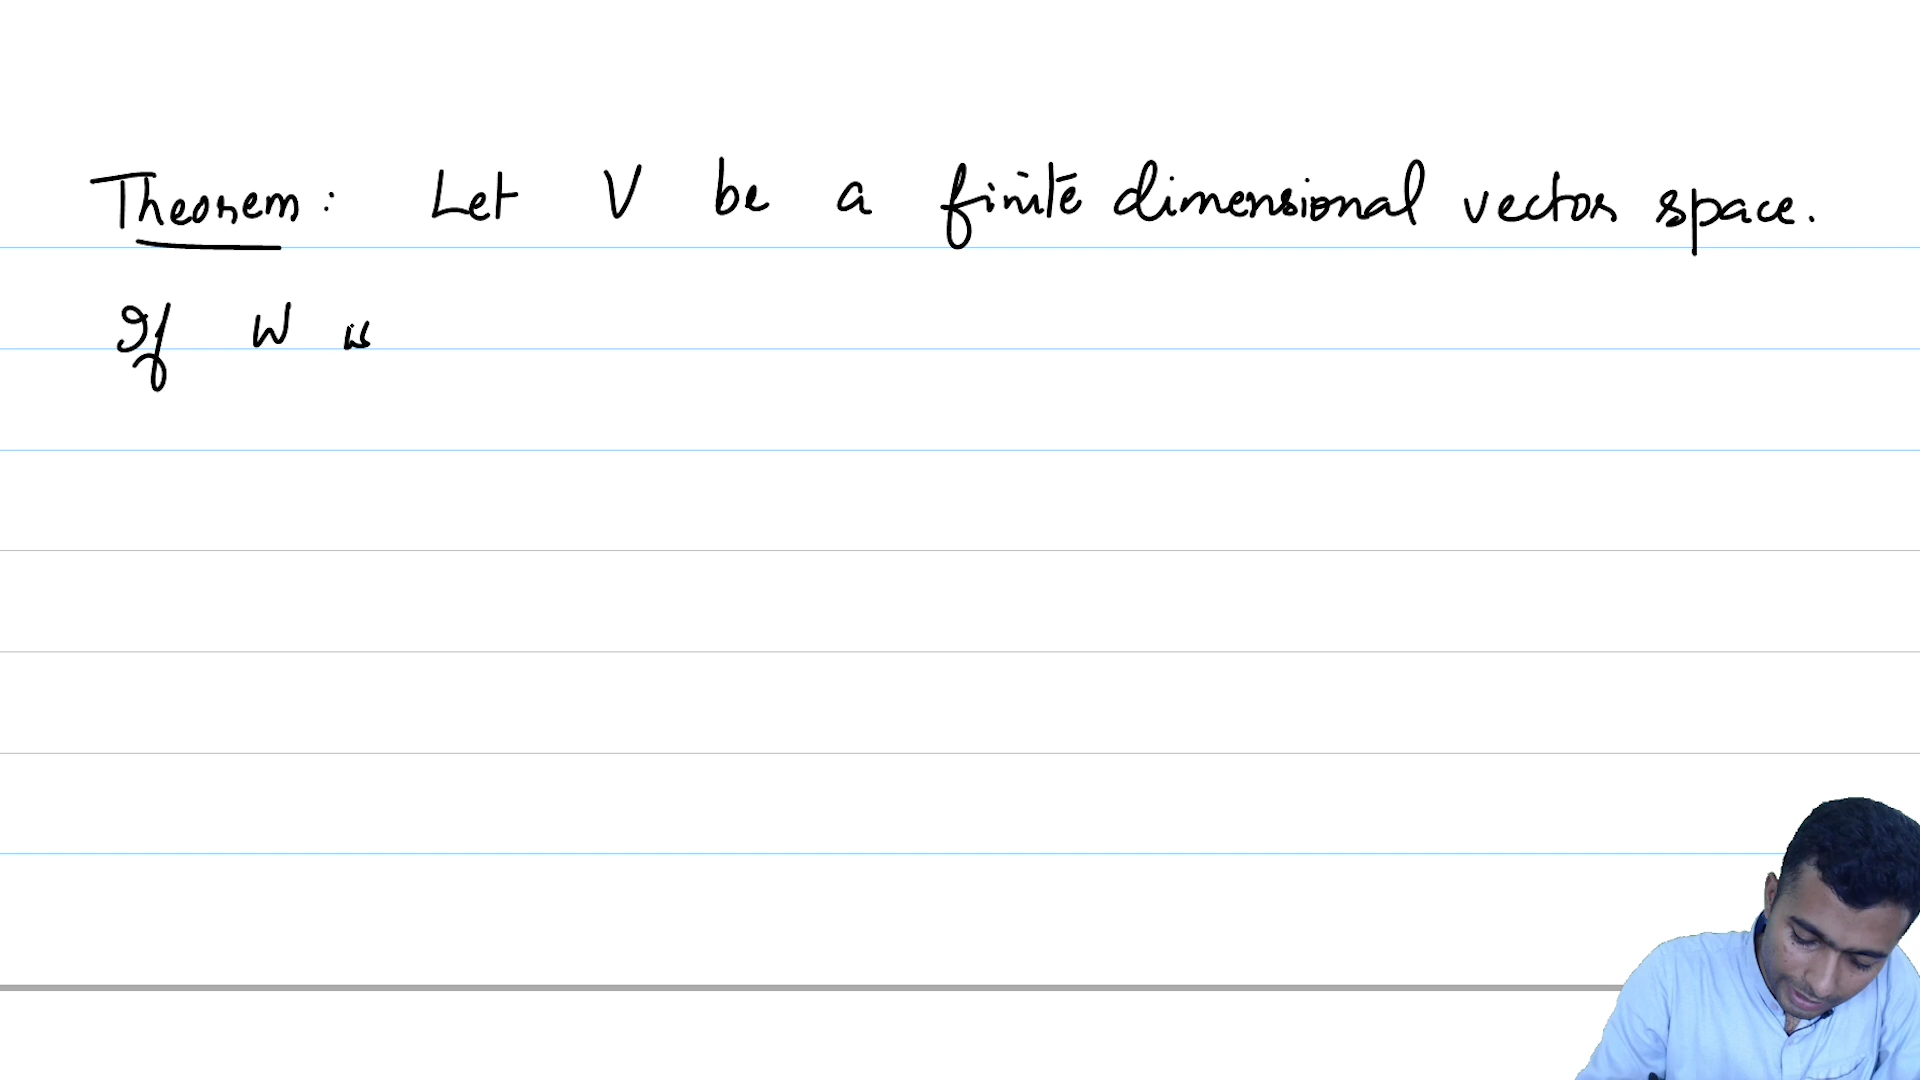 Theorem: Let V be a finite dimensional vector space.
If W is